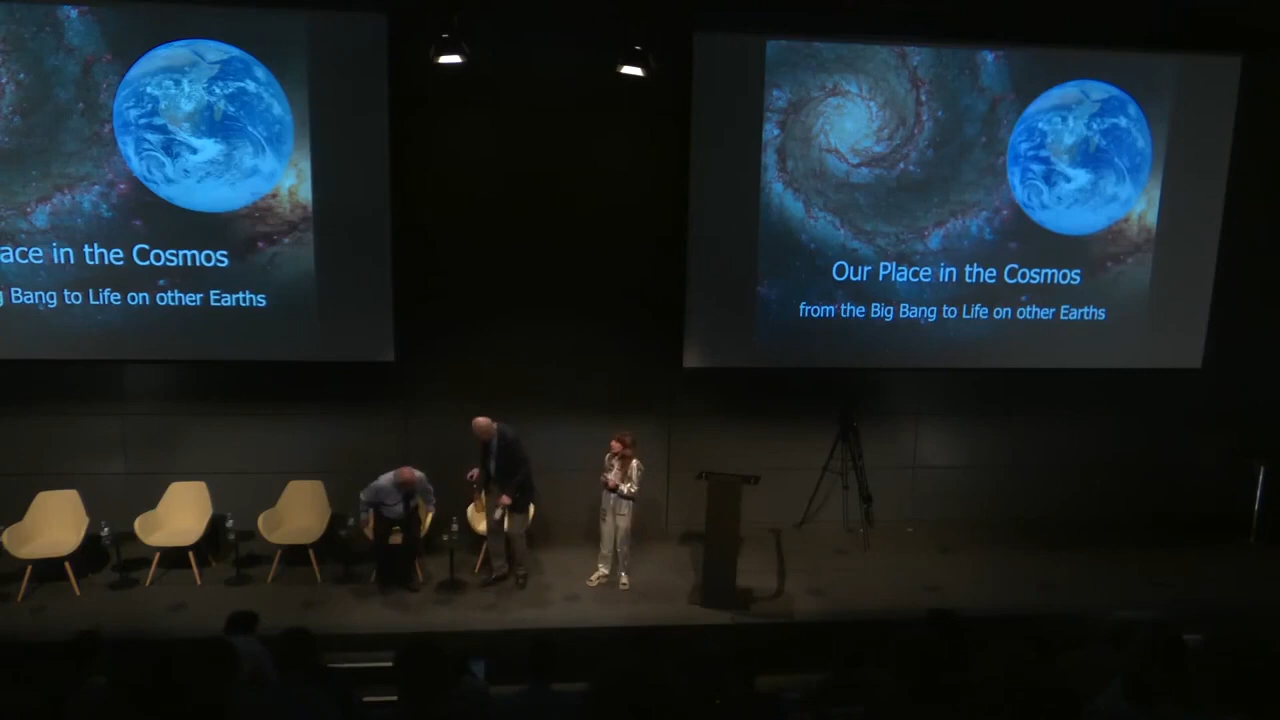 ace in the Cosmos
g Bang to Life on other Earths
Our Place in the Cosmos
from the Big Bang to Life on other Earths